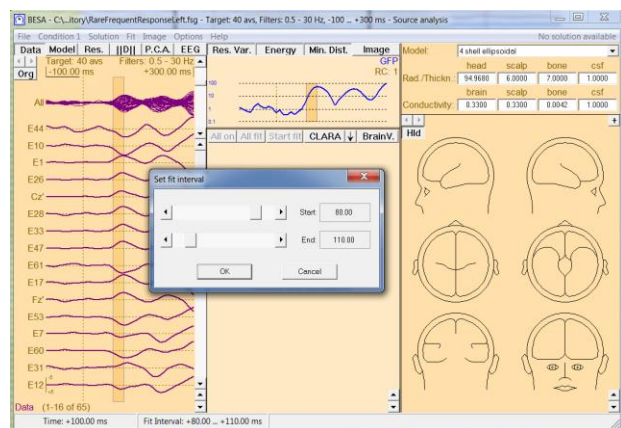 BESA - C:\...itory\RareFrequentResponseLeft.fsg - Target: 40 avs, Filters: 0.5 - 30 Hz, -100 ... +300 ms - Source analysis
File Condition 1 Solution Fit Image Options Help
No solution available
Data Model Res. ||D|| P.C.A. EEG
Res. Var. Energy Min. Dist. Image
Model: 4 shell ellipsoidal
Org
Target: 40 avs Filters: 0.5 - 30 Hz
-100.00 ms +300.00 ms
GFP
RC: 1
100
10
1
0.1
head scalp bone csf
Rad./Thickn.: 94.9680 6.0000 7.0000 1.0000
brain scalp bone csf
Conductivity: 0.3300 0.3300 0.0042 1.0000
All on All fit Start fit CLARA BrainV.
Hld
All
E44
E10
E1
E26
Cz'
E28
E33
E47
E61
E17
Fz'
E53
E7
E60
E31
E12
Set fit interval
Start 80.00
End 110.00
OK Cancel
Data (1-16 of 65)
Time: +100.00 ms Fit Interval: +80.00 ... +110.00 ms